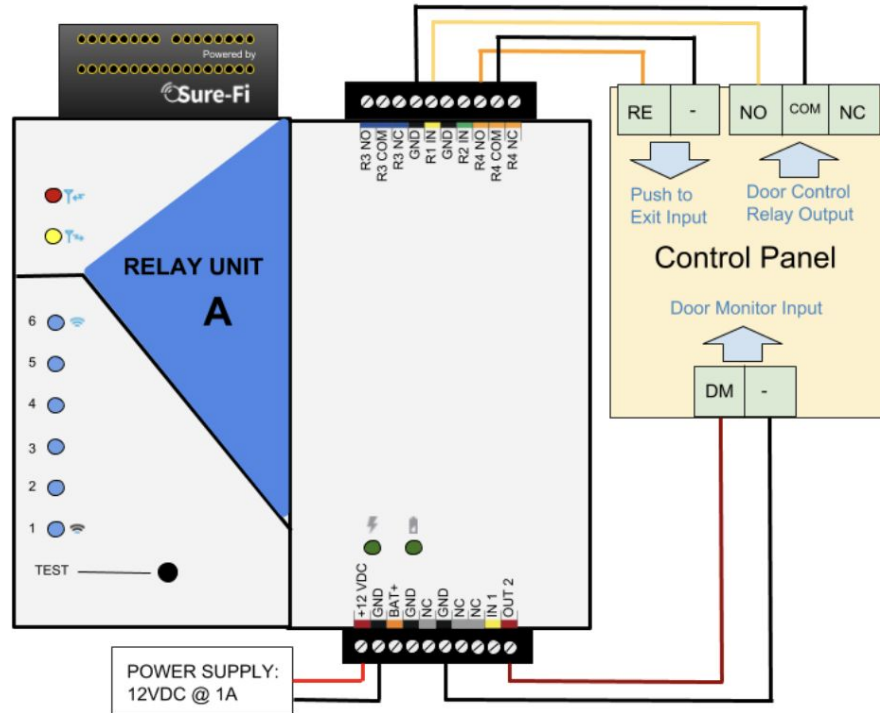 Powered by
Sure-Fi
R3 NO
R3 COM
R3 NC
GND
R1 IN
GND
R2 IN
R4 NO
R4 COM
R4 NC
RE
-
NO
COM
NC
Push to
Exit Input
Door Control
Relay Output
Control Panel
Door Monitor Input
DM
-
RELAY UNIT
A
6
5
4
3
2
1
TEST
+12 VDC
GND
BAT+
GND
NC
GND
NC
NC
IN 1
OUT 2
POWER SUPPLY:
12VDC @ 1A